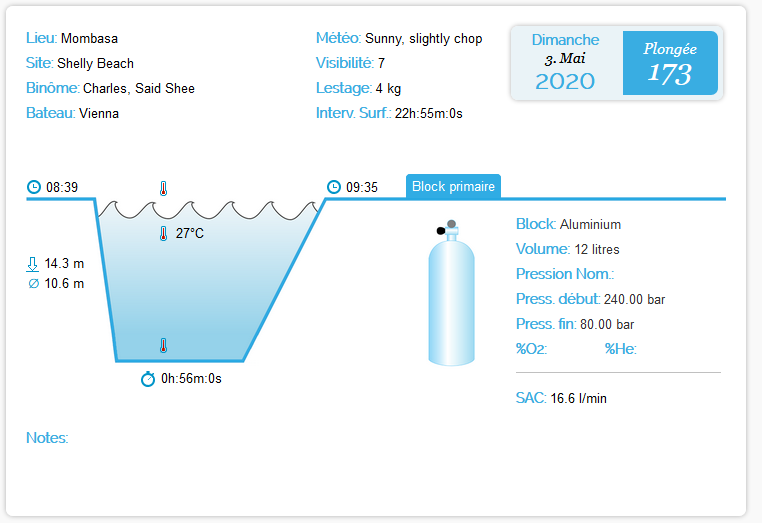 Lieu: Mombasa
Site: Shelly Beach
Binôme: Charles, Said Shee
Bateau: Vienna
Météo: Sunny, slightly chop
Visibilité: 7
Lestage: 4 kg
Interv. Surf.: 22h:55m:0s
Dimanche
3. Mai
2020
Plongée
173
08:39
09:35
27°C
14.3 m
∅ 10.6 m
0h:56m:0s
Block primaire
Block: Aluminium
Volume: 12 litres
Pression Nom.:
Press. début: 240.00 bar
Press. fin: 80.00 bar
%O2: %He:
SAC: 16.6 l/min
Notes: